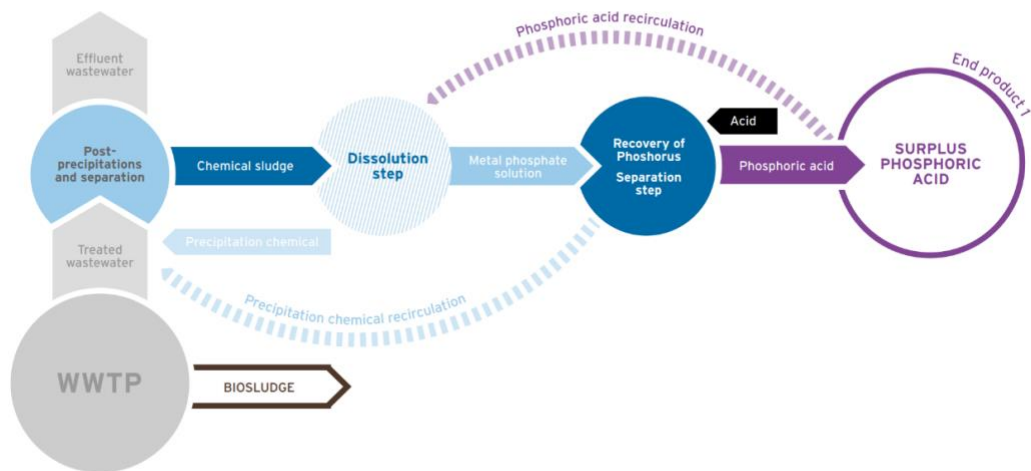 Effluent
wastewater
Post-
precipitations
and separation
Chemical sludge
Dissolution
step
Metal phosphate
solution
Recovery of
Phoshorus
Separation
step
Acid
Phosphoric acid
Phosphoric acid recirculation
SURPLUS
PHOSPHORIC
ACID
End product 1
Precipitation chemical
Treated
wastewater
Precipitation chemical recirculation
WWTP
BIOSLUDGE